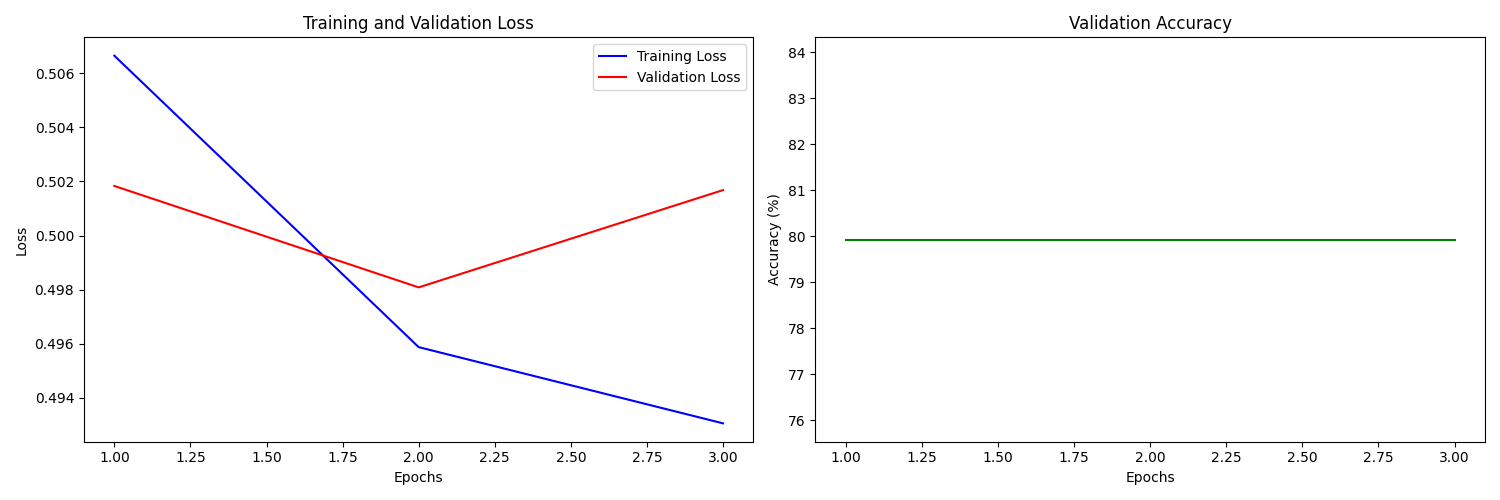 Training and Validation Loss
Training Loss
Validation Loss
0.506
0.504
0.502
0.500
0.498
0.496
0.494
Loss
1.00 1.25 1.50 1.75 2.00 2.25 2.50 2.75 3.00
Epochs
Validation Accuracy
84
83
82
81
80
79
78
77
76
Accuracy (%)
1.00 1.25 1.50 1.75 2.00 2.25 2.50 2.75 3.00
Epochs